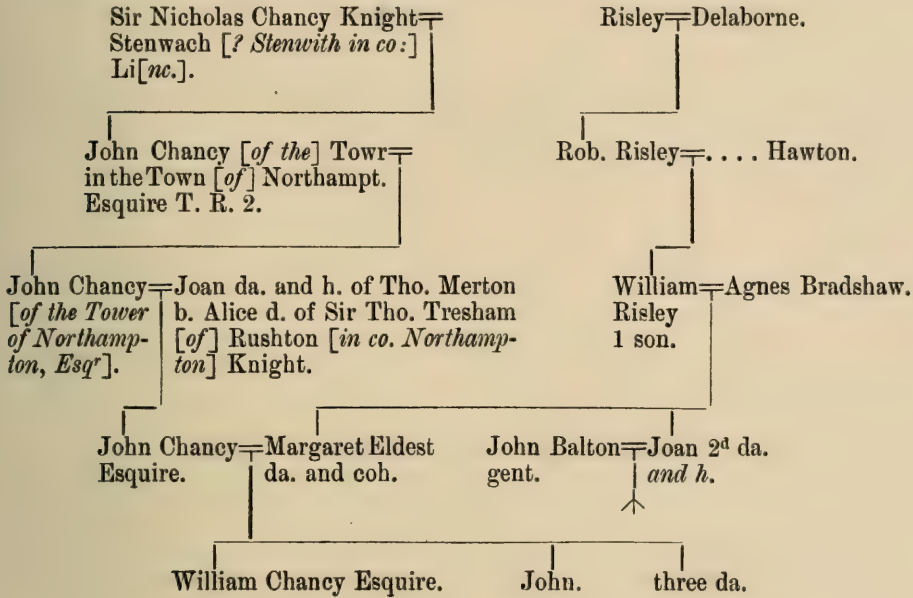 Sir Nicholas Chancy Knight
Stenwach [? Stenwith in co:]
Li[nc.].
Risley
Delaborne.
John Chancy [of the] Towr
in the Town [of] Northampt.
Esquire T. R. 2.
Rob. Risley
.... Hawton.
John Chancy
[of the Tower
of Northamp-
ton, Esqr].
Joan da. and h. of Tho. Merton
b. Alice d. of Sir Tho. Tresham
[of] Rushton [in co. Northamp-
ton] Knight.
William
Risley
1 son.
Agnes Bradshaw.
John Chancy
Esquire.
Margaret Eldest
da. and coh.
John Balton
gent.
Joan 2d da.
and h.
William Chancy Esquire.
John.
three da.